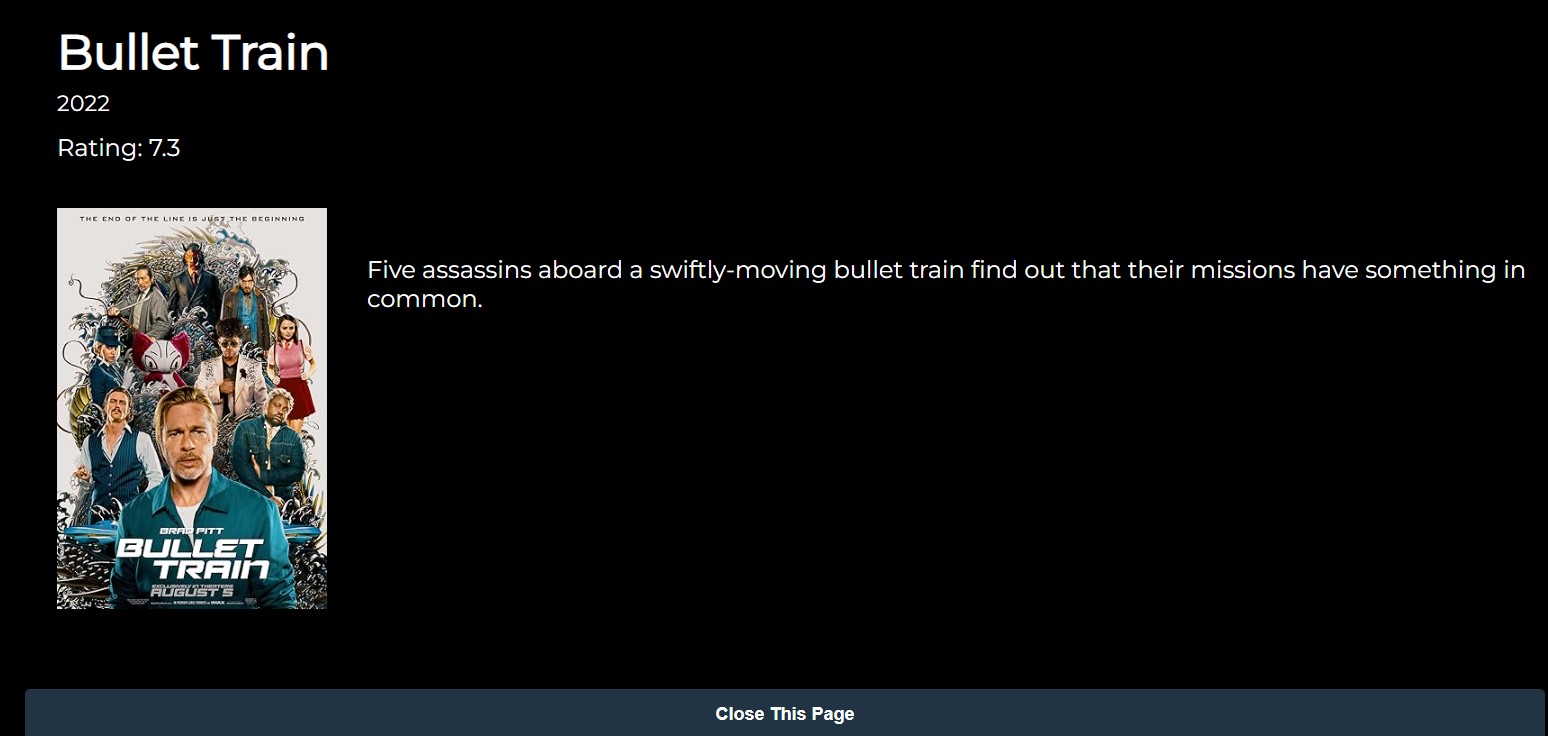 Bullet Train
2022
Rating: 7.3
THE END OF THE LINE IS JUST THE BEGINNING
Five assassins aboard a swiftly-moving bullet train find out that their missions have something in
common.
BRAD PITT
BULLET
TRAIN
EXCLUSIVELY IN THEATERS
AUGUST 5
Close This Page